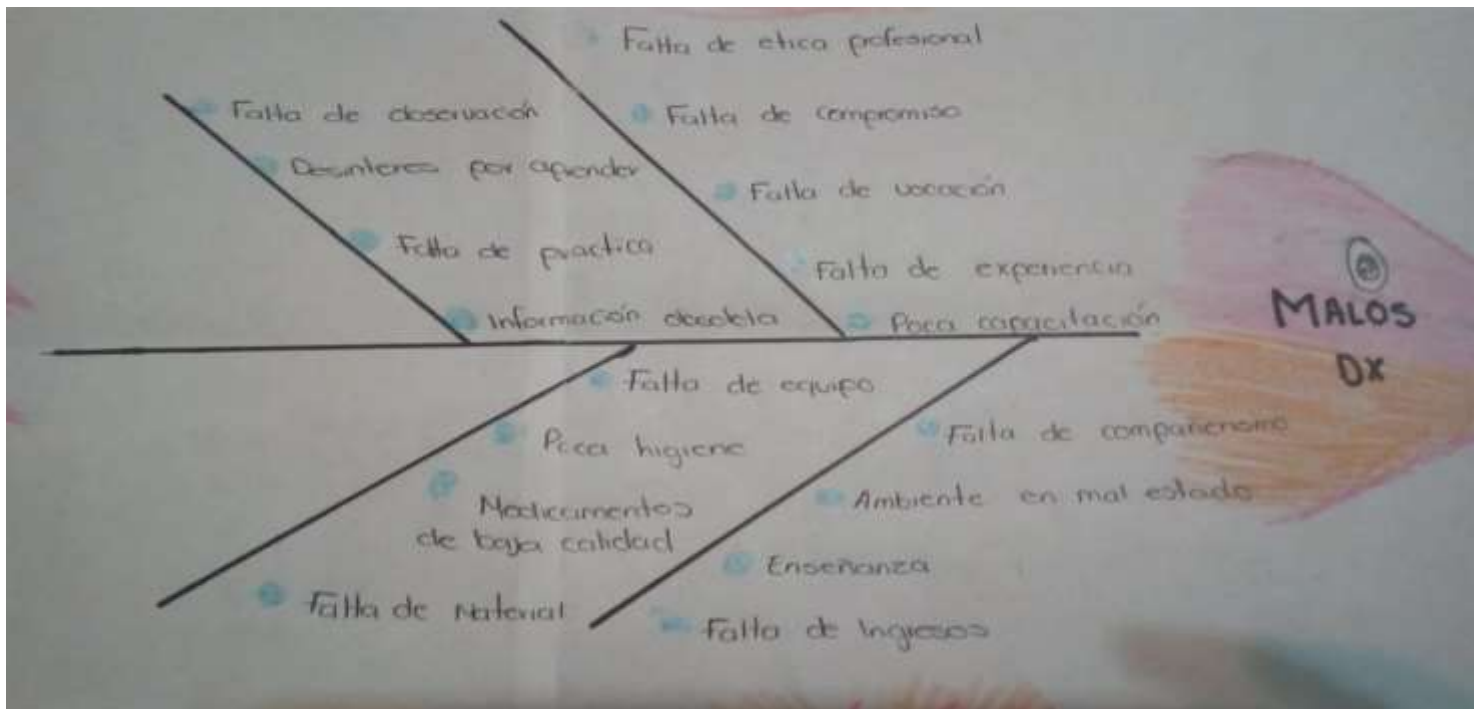 Falta de etica profesional
Falta de compromiso
Falta de vocación
Falta de experiencia
Poca capacitación
Falta de observación
Desinteres por aprender
Falta de practica
Información obsoleta
Falta de equipo
Poca higiene
Medicamentos
de baja calidad
Falta de Material
Falta de compañerismo
Ambiente en mal estado
Enseñanza
Falta de Ingresos
MALOS
DX